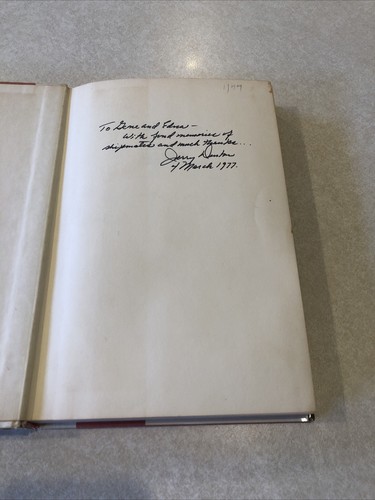 To Gene and Edna —
With fond memories of
shipmates and much thanks...
Jerry Denton
4 March 1977